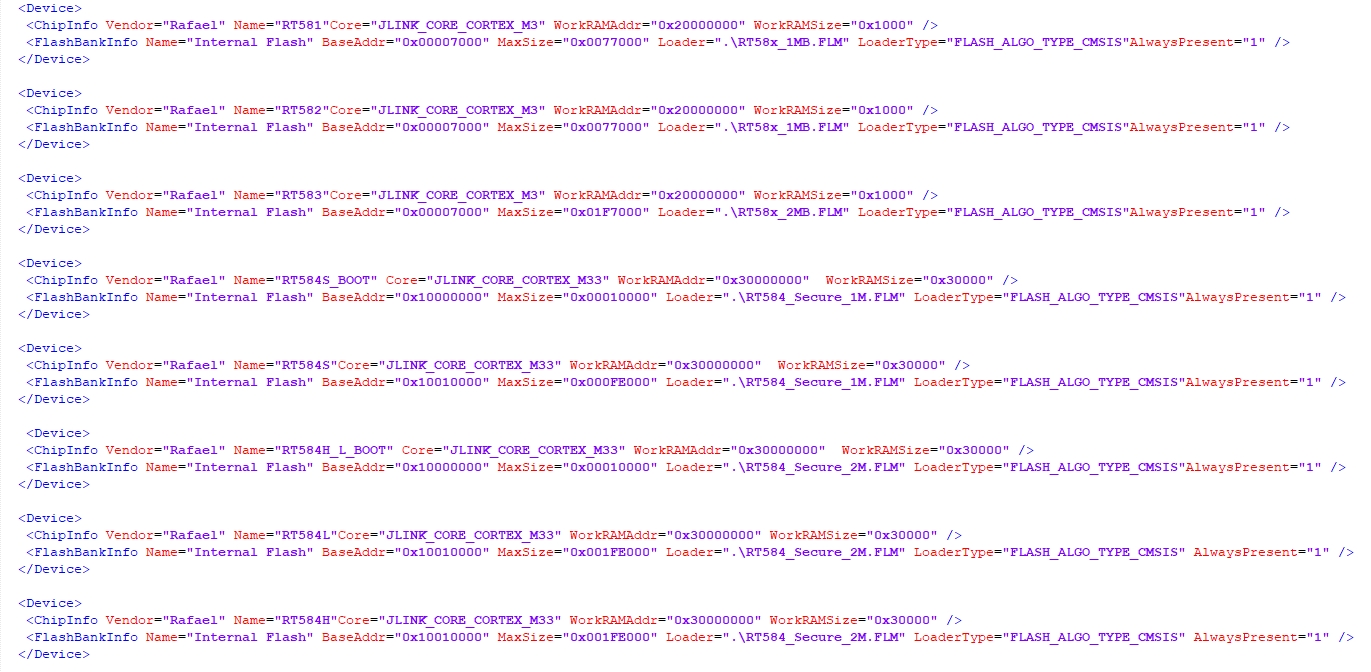 <Device>
<ChipInfo Vendor="Rafael" Name="RT581"Core="JLINK_CORE_CORTEX_M3" WorkRAMAddr="0x20000000" WorkRAMSize="0x1000" />
<FlashBankInfo Name="Internal Flash" BaseAddr="0x00007000" MaxSize="0x0077000" Loader=".\RT58x_1MB.FLM" LoaderType="FLASH_ALGO_TYPE_CMSIS"AlwaysPresent="1" />
</Device>
<Device>
<ChipInfo Vendor="Rafael" Name="RT582"Core="JLINK_CORE_CORTEX_M3" WorkRAMAddr="0x20000000" WorkRAMSize="0x1000" />
<FlashBankInfo Name="Internal Flash" BaseAddr="0x00007000" MaxSize="0x0077000" Loader=".\RT58x_1MB.FLM" LoaderType="FLASH_ALGO_TYPE_CMSIS"AlwaysPresent="1" />
</Device>
<Device>
<ChipInfo Vendor="Rafael" Name="RT583"Core="JLINK_CORE_CORTEX_M3" WorkRAMAddr="0x20000000" WorkRAMSize="0x1000" />
<FlashBankInfo Name="Internal Flash" BaseAddr="0x00007000" MaxSize="0x01F7000" Loader=".\RT58x_2MB.FLM" LoaderType="FLASH_ALGO_TYPE_CMSIS"AlwaysPresent="1" />
</Device>
<Device>
<ChipInfo Vendor="Rafael" Name="RT584S_BOOT" Core="JLINK_CORE_CORTEX_M33" WorkRAMAddr="0x30000000"  WorkRAMSize="0x30000" />
<FlashBankInfo Name="Internal Flash" BaseAddr="0x10000000" MaxSize="0x00010000" Loader=".\RT584_Secure_1M.FLM" LoaderType="FLASH_ALGO_TYPE_CMSIS"AlwaysPresent="1" />
</Device>
<Device>
<ChipInfo Vendor="Rafael" Name="RT584S"Core="JLINK_CORE_CORTEX_M33" WorkRAMAddr="0x30000000"  WorkRAMSize="0x30000" />
<FlashBankInfo Name="Internal Flash" BaseAddr="0x10010000" MaxSize="0x000FE000" Loader=".\RT584_Secure_1M.FLM" LoaderType="FLASH_ALGO_TYPE_CMSIS"AlwaysPresent="1" />
</Device>
<Device>
<ChipInfo Vendor="Rafael" Name="RT584H_L_BOOT" Core="JLINK_CORE_CORTEX_M33" WorkRAMAddr="0x30000000"  WorkRAMSize="0x30000" />
<FlashBankInfo Name="Internal Flash" BaseAddr="0x10000000" MaxSize="0x00010000" Loader=".\RT584_Secure_2M.FLM" LoaderType="FLASH_ALGO_TYPE_CMSIS"AlwaysPresent="1" />
</Device>
<Device>
<ChipInfo Vendor="Rafael" Name="RT584L"Core="JLINK_CORE_CORTEX_M33" WorkRAMAddr="0x30000000" WorkRAMSize="0x30000" />
<FlashBankInfo Name="Internal Flash" BaseAddr="0x10010000" MaxSize="0x001FE000" Loader=".\RT584_Secure_2M.FLM" LoaderType="FLASH_ALGO_TYPE_CMSIS" AlwaysPresent="1" />
</Device>
<Device>
<ChipInfo Vendor="Rafael" Name="RT584H"Core="JLINK_CORE_CORTEX_M33" WorkRAMAddr="0x30000000" WorkRAMSize="0x30000" />
<FlashBankInfo Name="Internal Flash" BaseAddr="0x10010000" MaxSize="0x001FE000" Loader=".\RT584_Secure_2M.FLM" LoaderType="FLASH_ALGO_TYPE_CMSIS" AlwaysPresent="1" />
</Device>